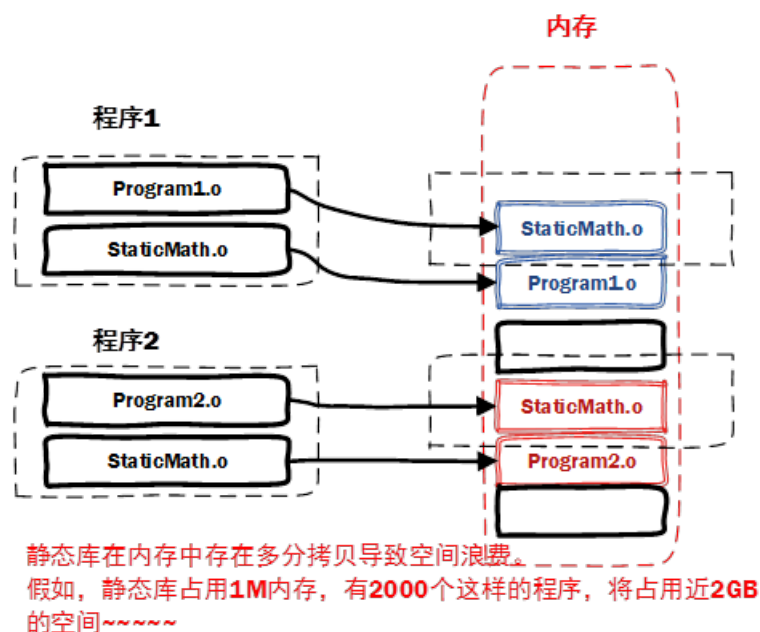 内存
程序1
Program1.o
StaticMath.o
StaticMath.o
Program1.o
程序2
Program2.o
StaticMath.o
StaticMath.o
Program2.o
静态库在内存中存在多分拷贝导致空间浪费。
假如，静态库占用1M内存，有2000个这样的程序，将占用近2GB
的空间~~~~~